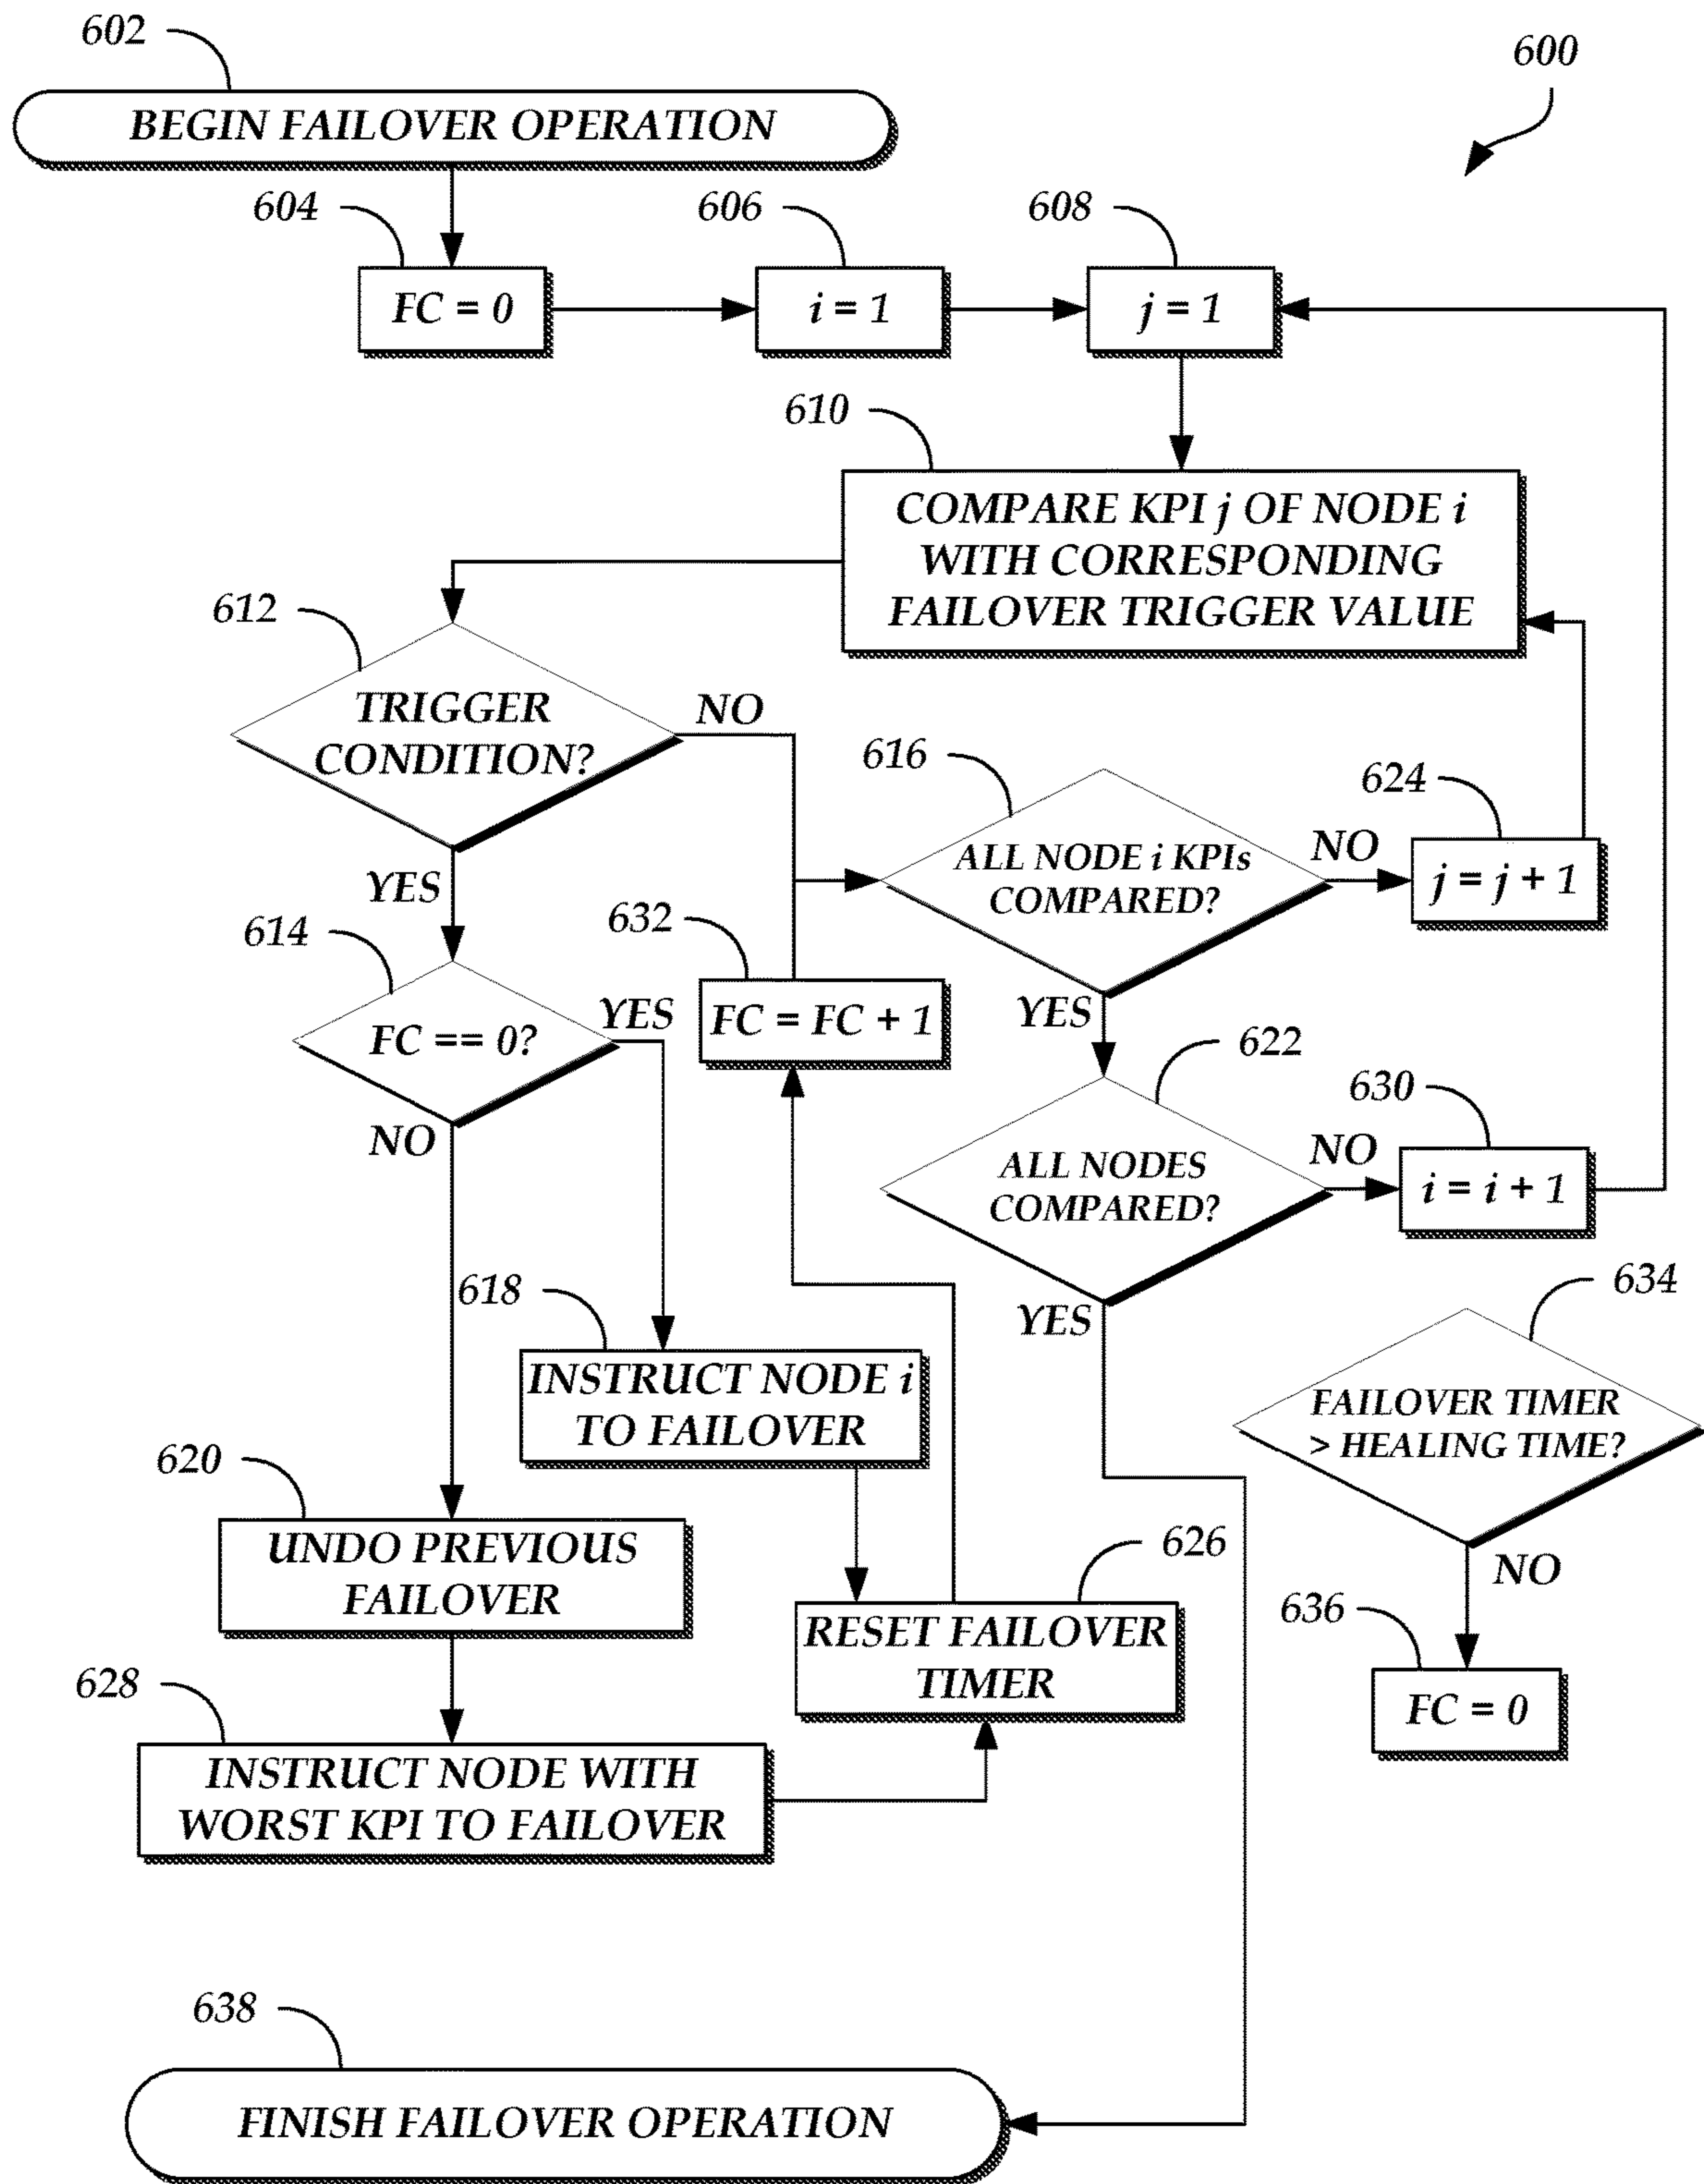 602
600
BEGIN FAILOVER OPERATION
604
606
608
FC = 0
i = 1
j = 1
610
COMPARE KPI j OF NODE i
WITH CORRESPONDING
FAILOVER TRIGGER VALUE
612
TRIGGER
CONDITION?
NO
616
624
ALL NODE i KPIs
COMPARED?
NO
j = j + 1
YES
614
632
FC == 0?
YES
FC = FC + 1
YES
622
630
NO
ALL NODES
COMPARED?
NO
i = i + 1
618
634
YES
INSTRUCT NODE i
TO FAILOVER
FAILOVER TIMER
> HEALING TIME?
620
UNDO PREVIOUS
FAILOVER
626
NO
RESET FAILOVER
TIMER
636
628
FC = 0
INSTRUCT NODE WITH
WORST KPI TO FAILOVER
638
FINISH FAILOVER OPERATION